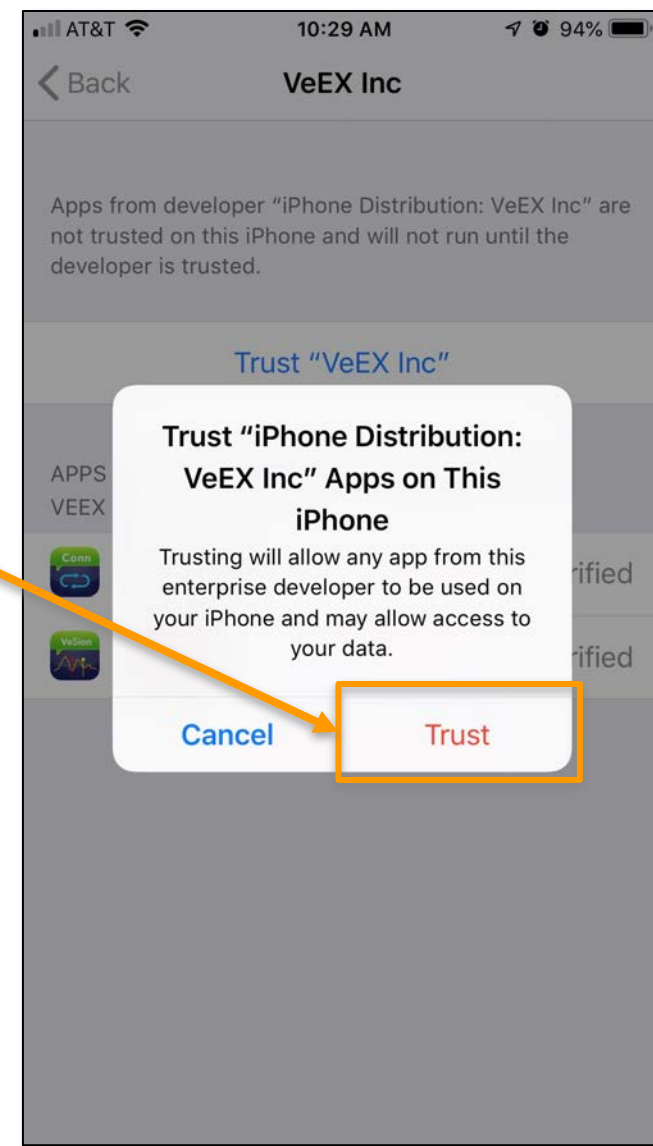 AT&T 10:29 AM 94%
Back VeEX Inc
Apps from developer “iPhone Distribution: VeEX Inc” are
not trusted on this iPhone and will not run until the
developer is trusted.
Trust “VeEX Inc”
Trust “iPhone Distribution:
VeEX Inc” Apps on This
iPhone
Trusting will allow any app from this
enterprise developer to be used on
your iPhone and may allow access to
your data.
Cancel Trust
APPS
VEEX
Conn
rified
VeSion
rified